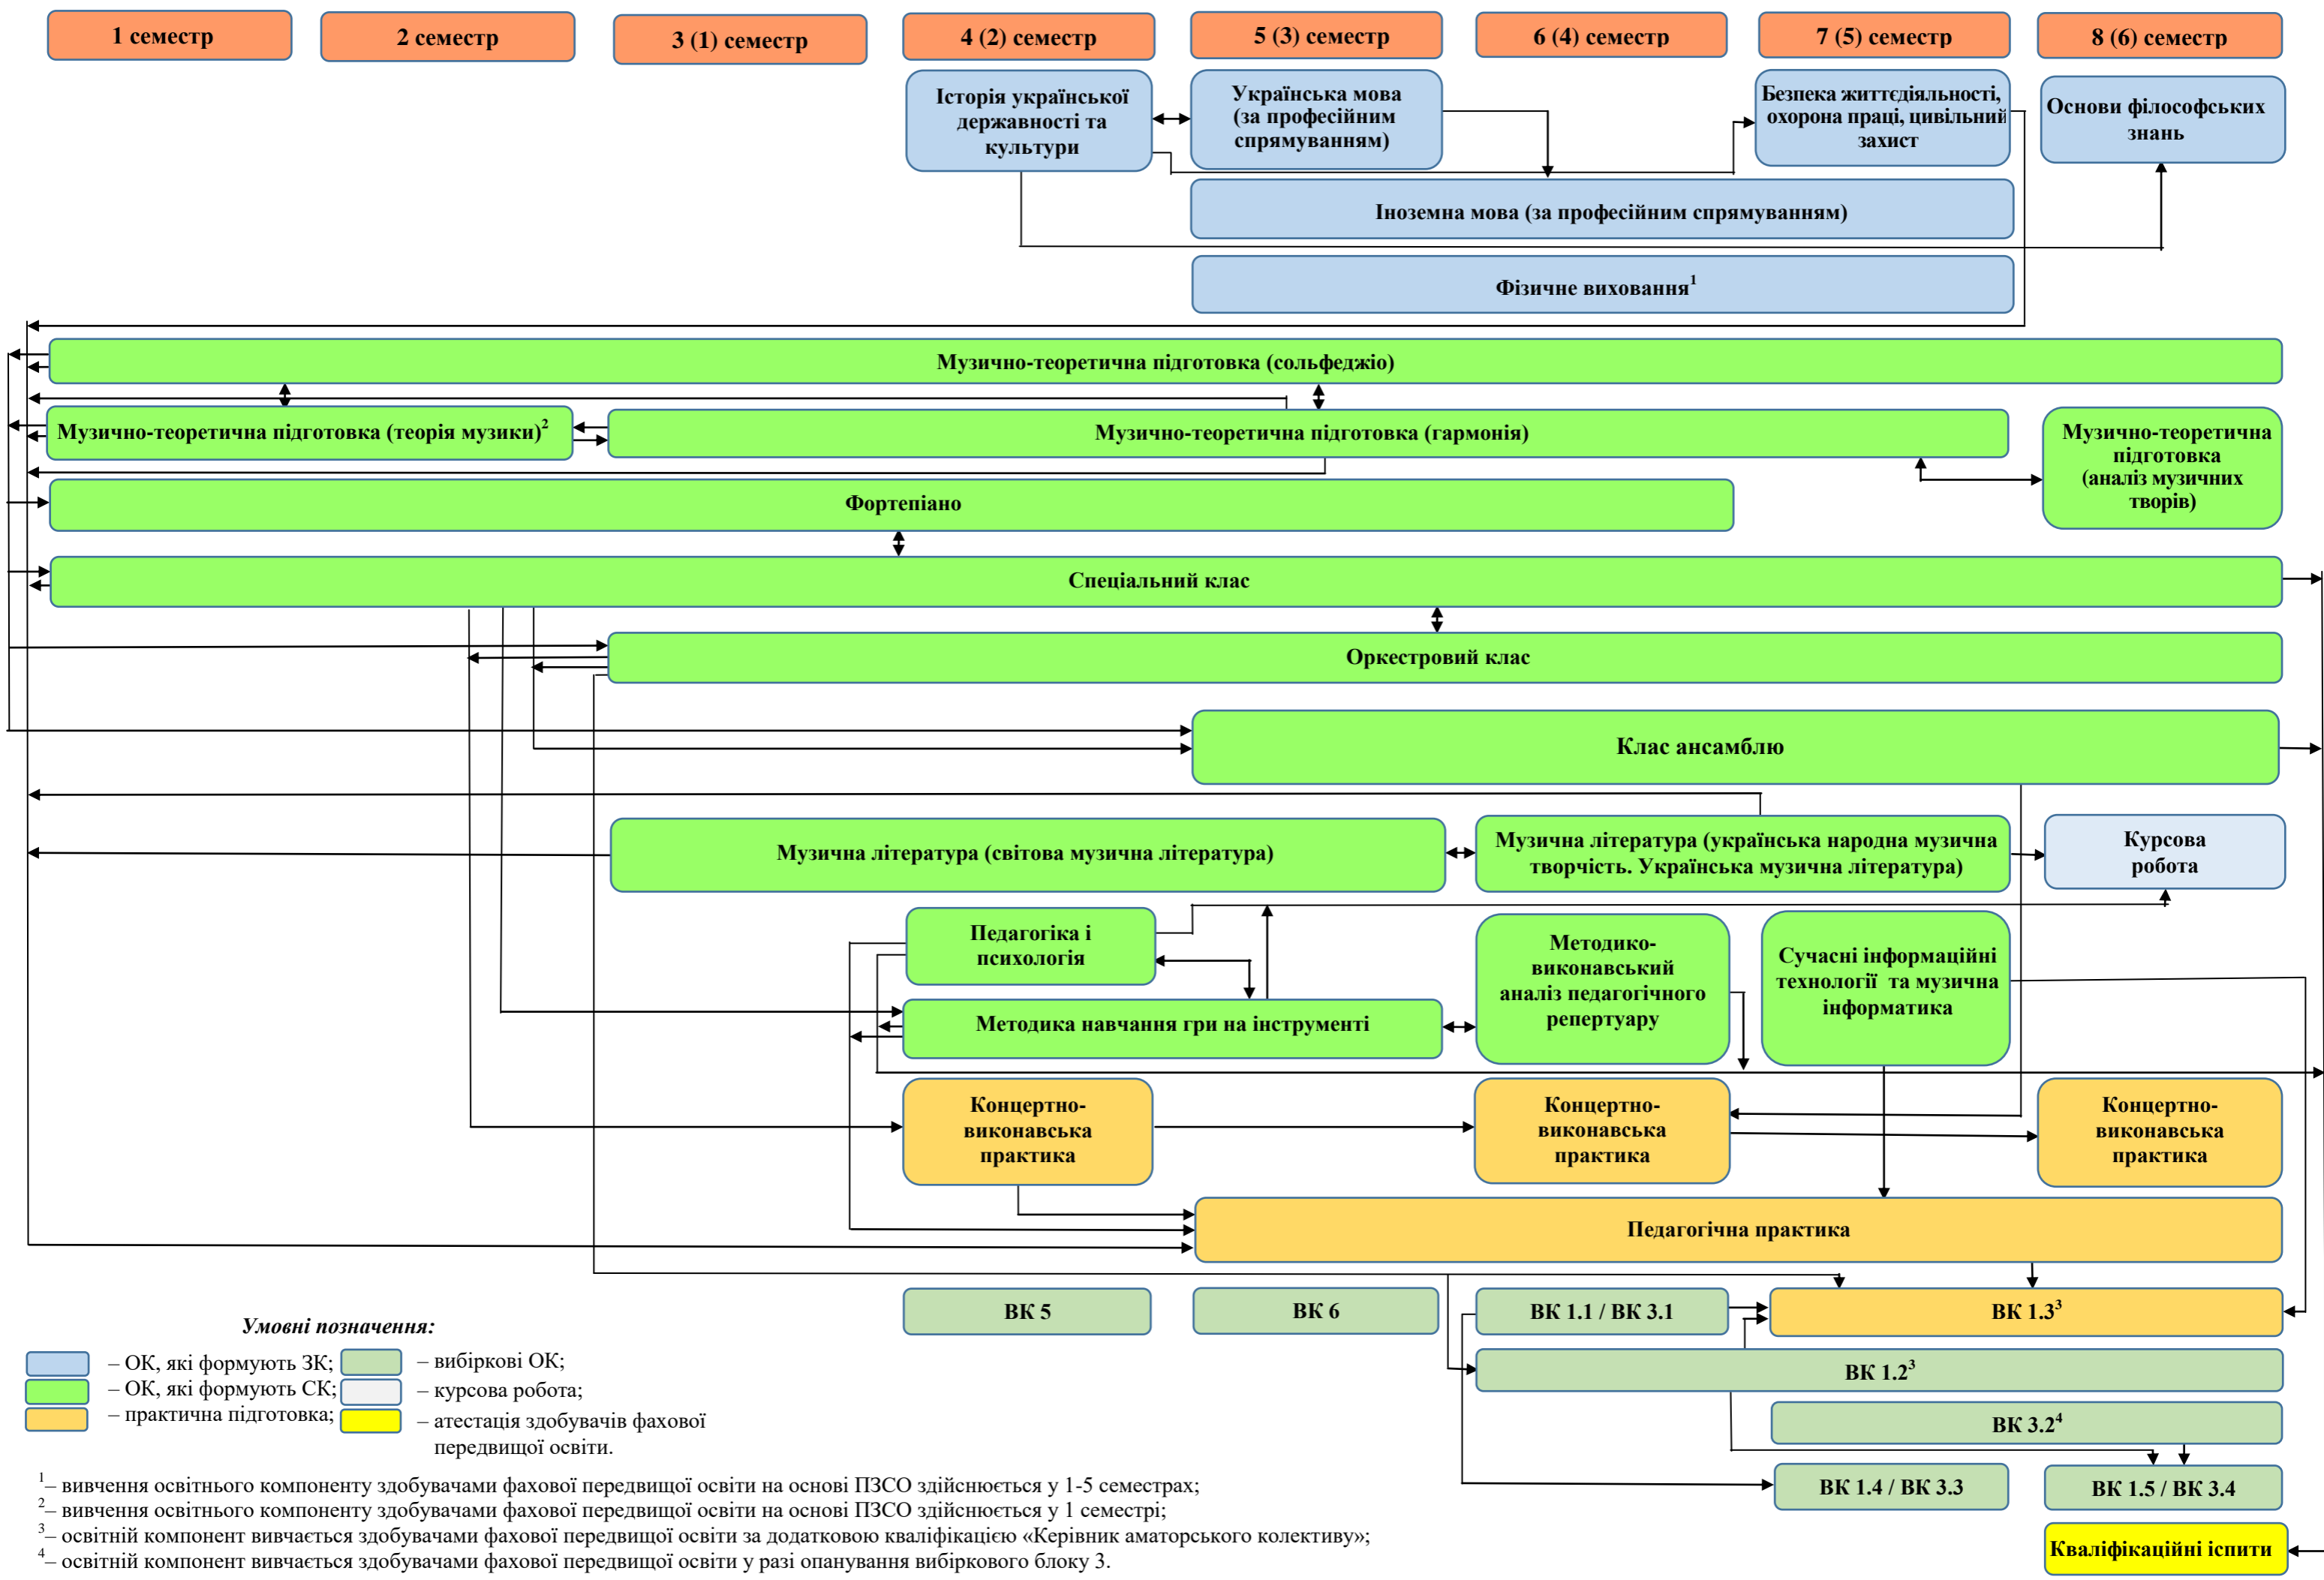 1 семестр
2 семестр
3 (1) семестр
4 (2) семестр
5 (3) семестр
6 (4) семестр
7 (5) семестр
8 (6) семестр
Історія української
державності та
культури
Українська мова
(за професійним
спрямуванням)
Безпека життєдіяльності,
охорона праці, цивільний
захист
Основи філософських
знань
Іноземна мова (за професійним спрямуванням)
Фізичне виховання1
Музично-теоретична підготовка (сольфеджіо)
Музично-теоретична підготовка (теорія музики)2
Музично-теоретична підготовка (гармонія)
Музично-теоретична
підготовка
(аналіз музичних
творів)
Фортепіано
Спеціальний клас
Оркестровий клас
Клас ансамблю
Музична література (світова музична література)
Музична література (українська народна музична
творчість. Українська музична література)
Курсова
робота
Педагогіка і
психологія
Методика навчання гри на інструменті
Методико-
виконавський
аналіз педагогічного
репертуару
Сучасні інформаційні
технології та музична
інформатика
Концертно-
виконавська
практика
Концертно-
виконавська
практика
Концертно-
виконавська
практика
Педагогічна практика
ВК 5
ВК 6
ВК 1.1 / ВК 3.1
ВК 1.33
ВК 1.23
ВК 3.24
ВК 1.4 / ВК 3.3
ВК 1.5 / ВК 3.4
Кваліфікаційні іспити
Умовні позначення:
– ОК, які формують ЗК;
– ОК, які формують СК;
– практична підготовка;
– вибіркові ОК;
– курсова робота;
– атестація здобувачів фахової
передвищої освіти.
1– вивчення освітнього компоненту здобувачами фахової передвищої освіти на основі ПЗСО здійснюється у 1-5 семестрах;
2– вивчення освітнього компоненту здобувачами фахової передвищої освіти на основі ПЗСО здійснюється у 1 семестрі;
3– освітній компонент вивчається здобувачами фахової передвищої освіти за додатковою кваліфікацією «Керівник аматорського колективу»;
4– освітній компонент вивчається здобувачами фахової передвищої освіти у разі опанування вибіркового блоку 3.